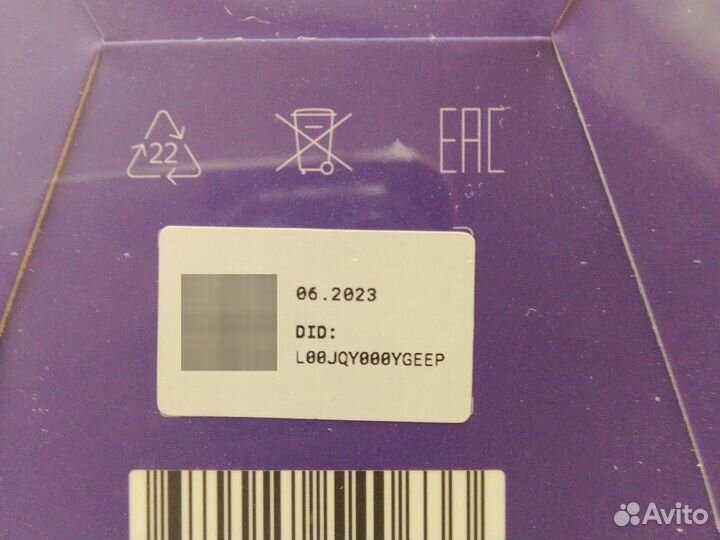 22
EAC
06.2023
DID:
L00JQY000YGEEP
Avito